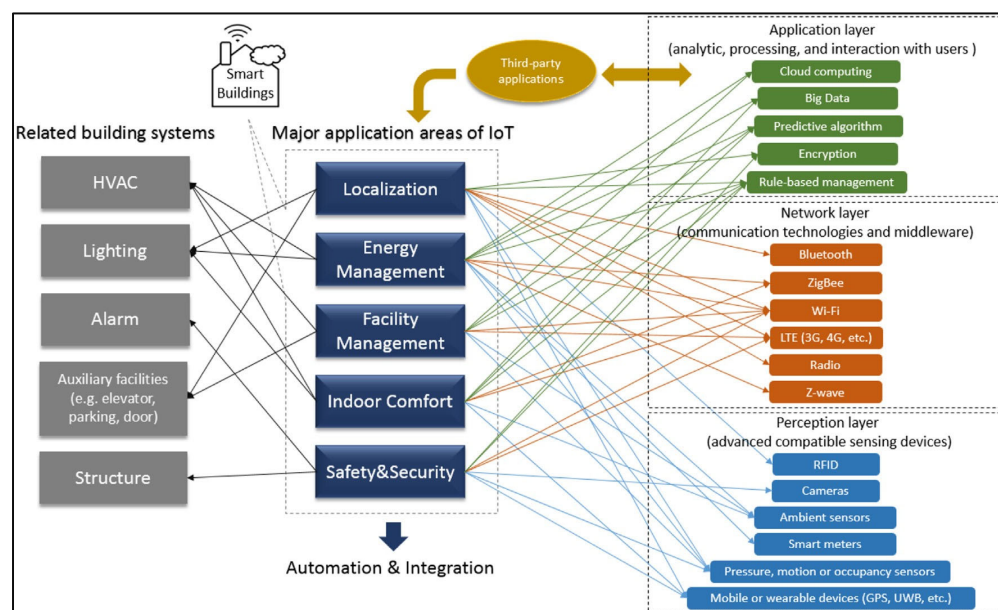 Smart
Buildings
Third-party
applications
Related building systems
HVAC
Lighting
Alarm
Auxiliary facilities
(e.g. elevator,
parking, door)
Structure
Major application areas of IoT
Localization
Energy
Management
Facility
Management
Indoor Comfort
Safety&Security
Automation & Integration
Application layer
(analytic, processing, and interaction with users )
Cloud computing
Big Data
Predictive algorithm
Encryption
Rule-based management
Network layer
(communication technologies and middleware)
Bluetooth
ZigBee
Wi-Fi
LTE (3G, 4G, etc.)
Radio
Z-wave
Perception layer
(advanced compatible sensing devices)
RFID
Cameras
Ambient sensors
Smart meters
Pressure, motion or occupancy sensors
Mobile or wearable devices (GPS, UWB, etc.)